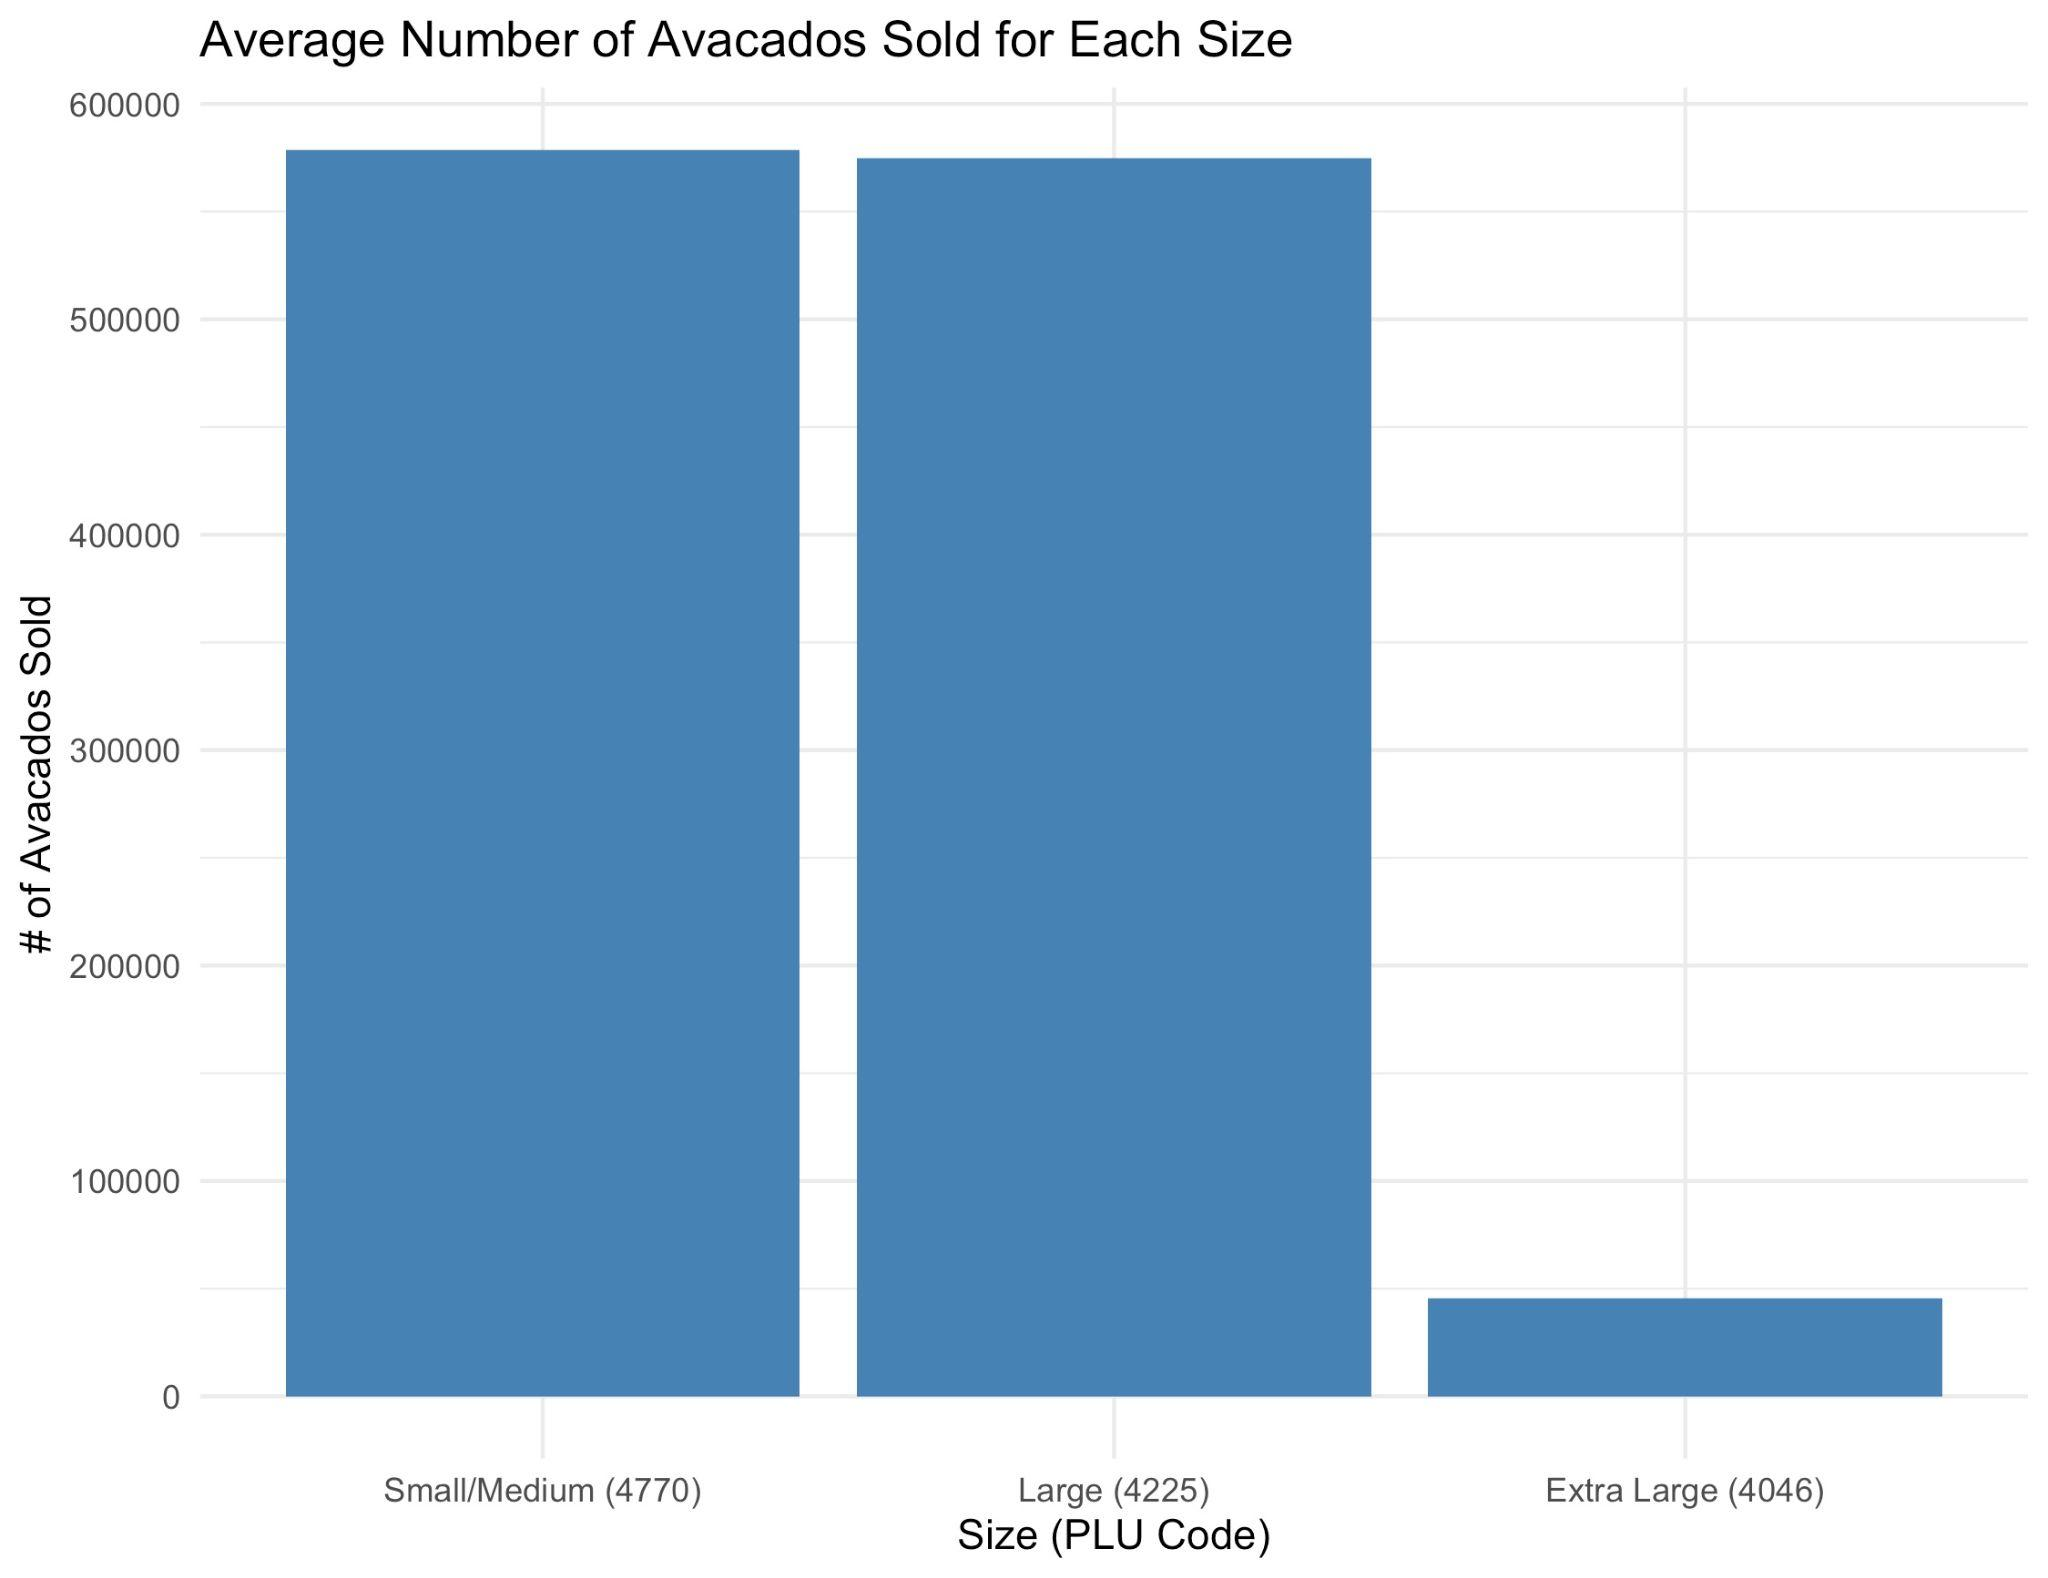 Average Number of Avacados Sold for Each Size
600000
500000
400000
300000
200000
100000
0
# of Avacados Sold
Small/Medium (4770)
Large (4225)
Extra Large (4046)
Size (PLU Code)